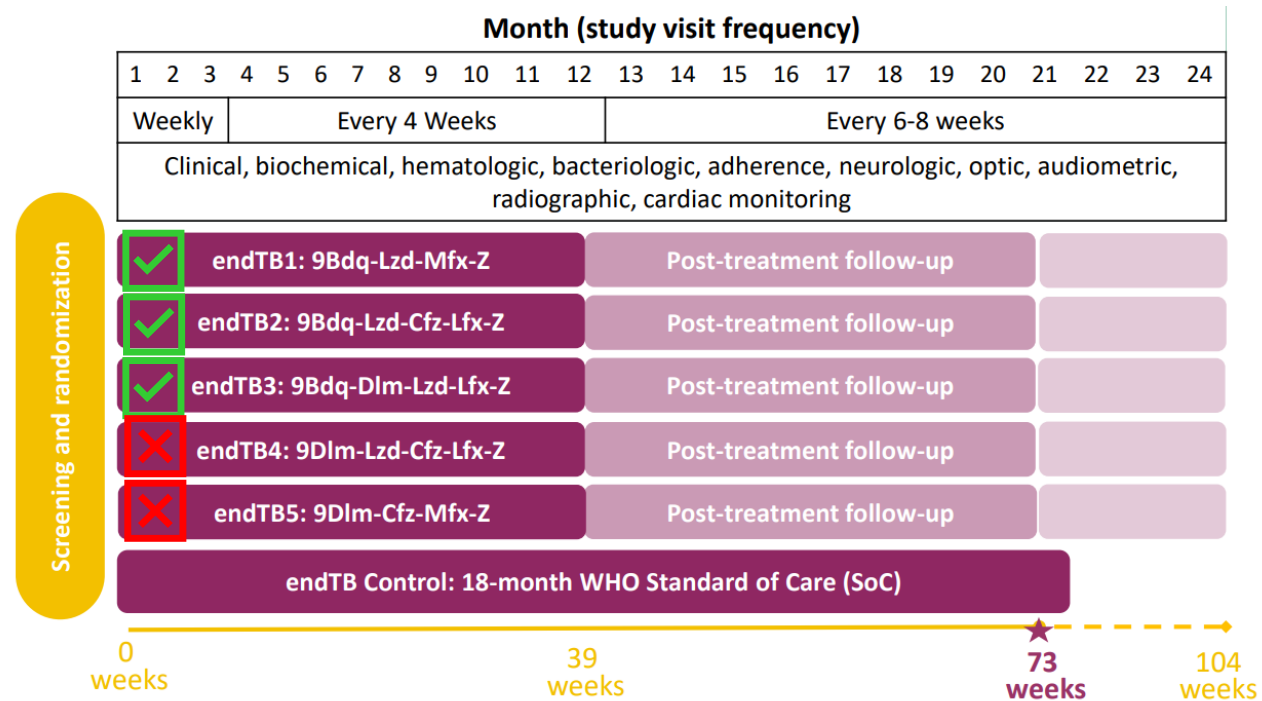 Month (study visit frequency)
1 2 3 4 5 6 7 8 9 10 11 12 13 14 15 16 17 18 19 20 21 22 23 24
Weekly Every 4 Weeks Every 6-8 weeks
Clinical, biochemical, hematologic, bacteriologic, adherence, neurologic, optic, audiometric,
radiographic, cardiac monitoring
Screening and randomization
endTB1: 9Bdq-Lzd-Mfx-Z Post-treatment follow-up
endTB2: 9Bdq-Lzd-Cfz-Lfx-Z Post-treatment follow-up
endTB3: 9Bdq-Dlm-Lzd-Lfx-Z Post-treatment follow-up
endTB4: 9Dlm-Lzd-Cfz-Lfx-Z Post-treatment follow-up
endTB5: 9Dlm-Cfz-Mfx-Z Post-treatment follow-up
endTB Control: 18-month WHO Standard of Care (SoC)
0 39 73 104
weeks weeks weeks weeks